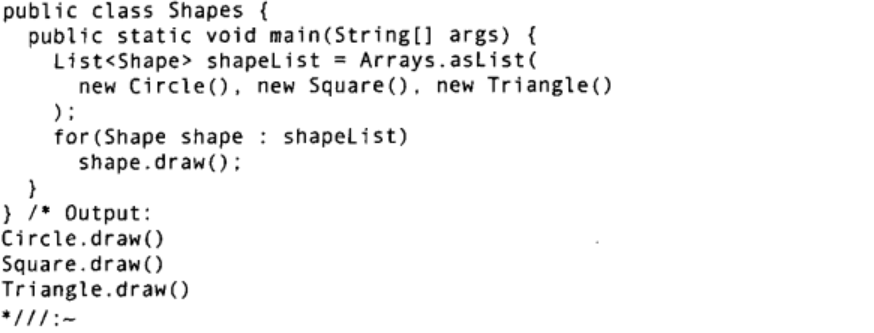 public class Shapes {
  public static void main(String[] args) {
    List<Shape> shapeList = Arrays.asList(
      new Circle(), new Square(), new Triangle()
    );
    for(Shape shape : shapeList)
      shape.draw();
  }
} /* Output:
Circle.draw()
Square.draw()
Triangle.draw()
*///:~